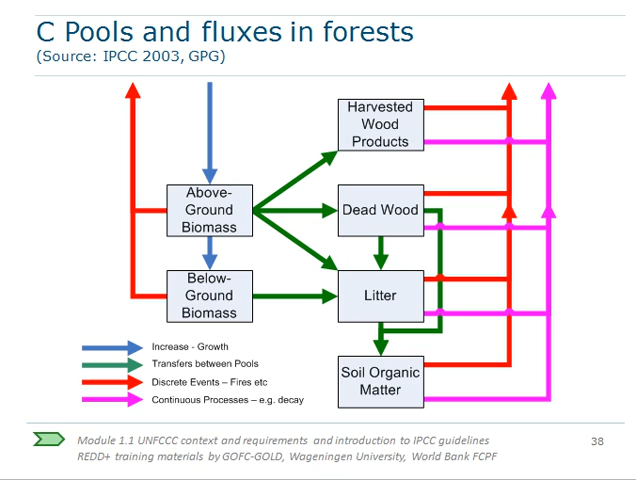 C Pools and fluxes in forests
(Source: IPCC 2003, GPG)
Harvested
Wood
Products
Above-
Ground
Biomass
Dead Wood
Below-
Ground
Biomass
Litter
Soil Organic
Matter
Increase - Growth
Transfers between Pools
Discrete Events – Fires etc
Continuous Processes – e.g. decay
Module 1.1 UNFCCC context and requirements and introduction to IPCC guidelines
REDD+ training materials by GOFC-GOLD, Wageningen University, World Bank FCPF
38